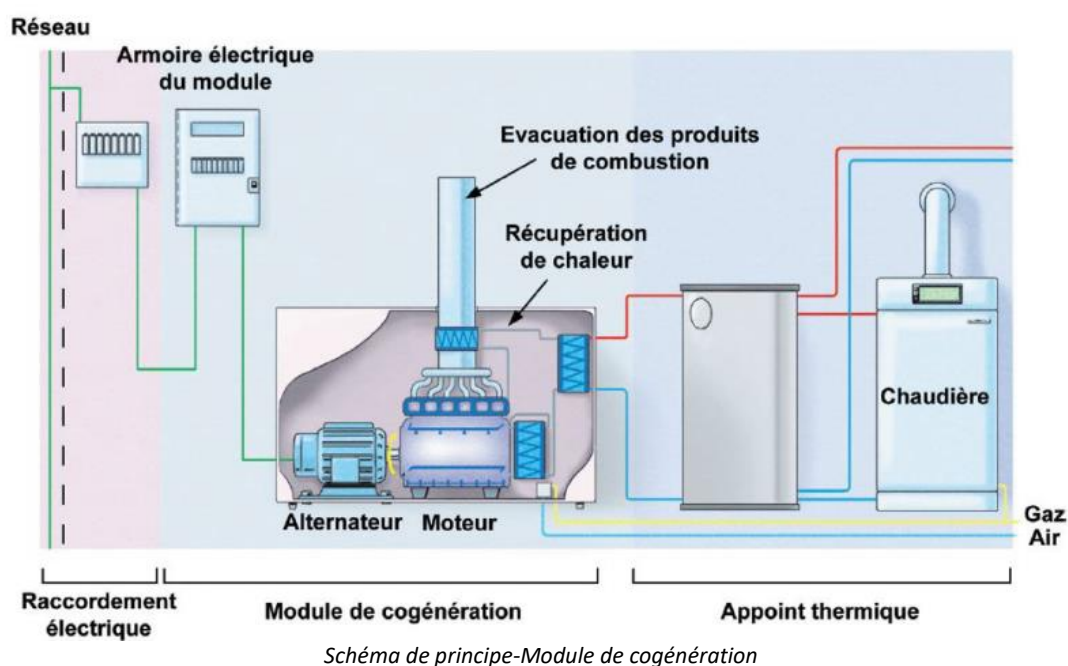 Réseau
Armoire électrique
du module
Evacuation des produits
de combustion
Récupération
de chaleur
Chaudière
Alternateur
Moteur
Gaz
Air
Raccordement
électrique
Module de cogénération
Appoint thermique
Schéma de principe-Module de cogénération